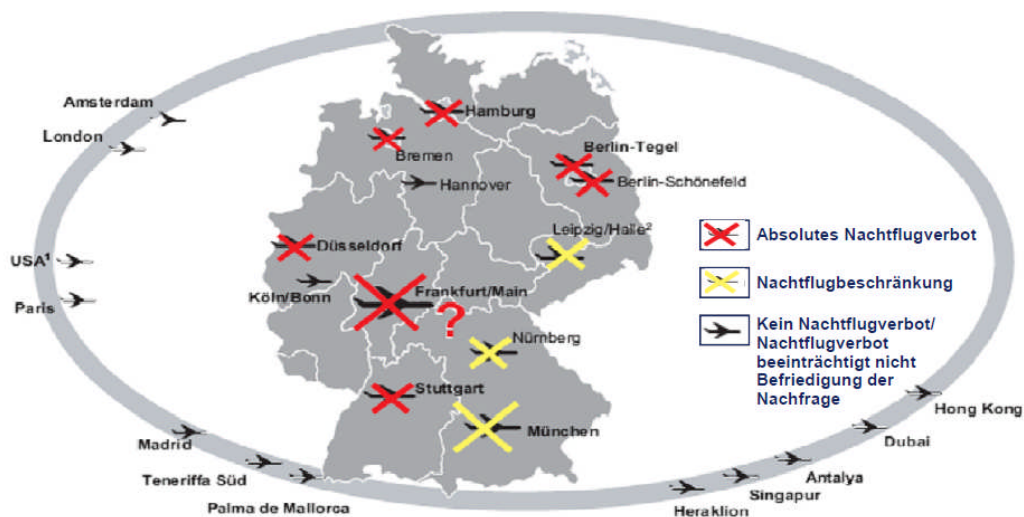 Amsterdam
London
USA¹
Paris
Madrid
Teneriffa Süd
Palma de Mallorca
Hamburg
Bremen
Hannover
Berlin-Tegel
Berlin-Schönefeld
Leipzig/Halle²
Düsseldorf
Köln/Bonn
Frankfurt/Main
?
Nürnberg
Stuttgart
München
Absolutes Nachtflugverbot
Nachtflugbeschränkung
Kein Nachtflugverbot/
Nachtflugverbot
beeinträchtigt nicht
Befriedigung der
Nachfrage
Hong Kong
Dubai
Antalya
Singapur
Heraklion